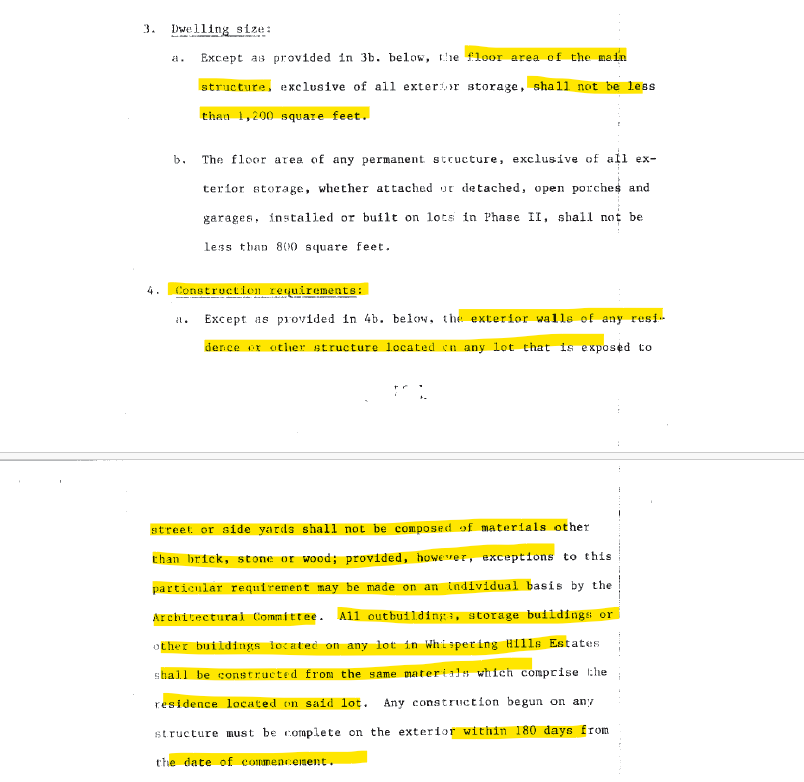 3. Dwelling size:
a. Except as provided in 3b. below, the floor area of the main
structure, exclusive of all exterior storage, shall not be less
than 1,200 square feet.
b. The floor area of any permanent structure, exclusive of all ex-
terior storage, whether attached or detached, open porches and
garages, installed or built on lots in Phase II, shall not be
less than 800 square feet.
4. Construction requirements:
a. Except as provided in 4b. below, the exterior walls of any resi-
dence or other structure located on any lot that is exposed to
street or side yards shall not be composed of materials other
than brick, stone or wood; provided, however, exceptions to this
particular requirement may be made on an individual basis by the
Architectural Committee. All outbuildings, storage buildings or
other buildings located on any lot in Whispering Hills Estates
shall be constructed from the same materials which comprise the
residence located on said lot. Any construction begun on any
structure must be complete on the exterior within 180 days from
the date of commencement.